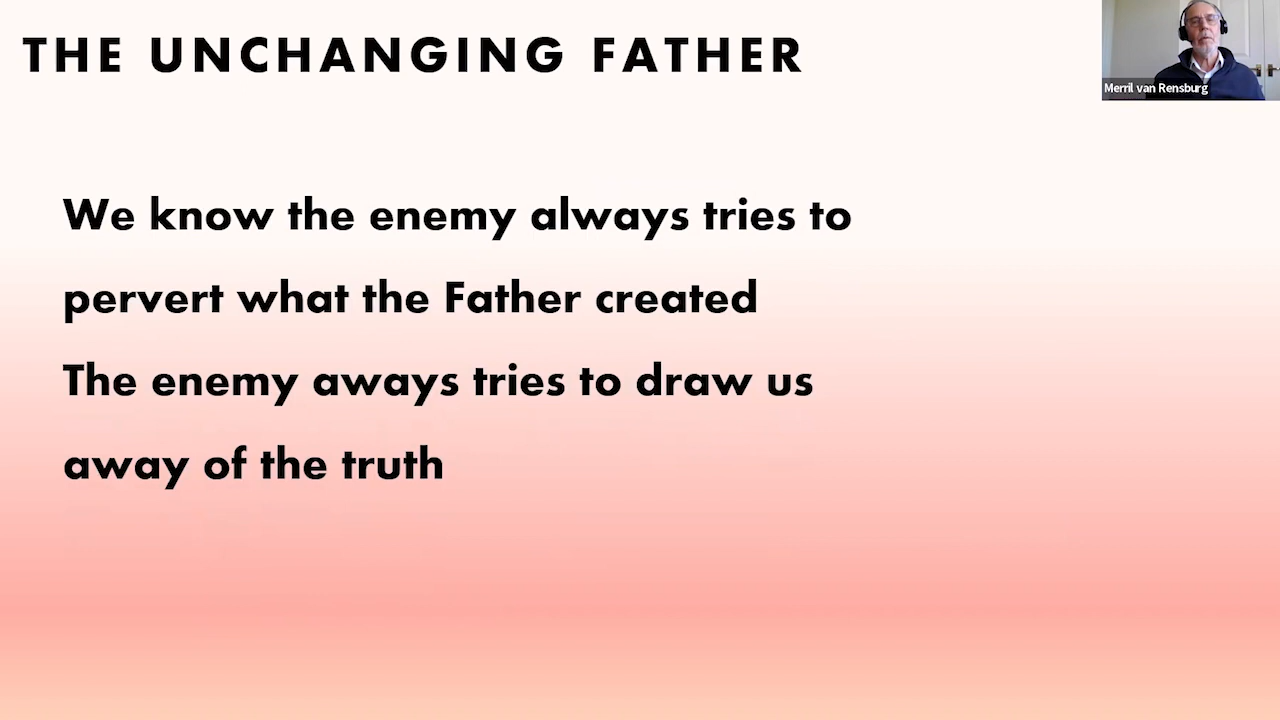 THE UNCHANGING FATHER
Merril van Rensburg
We know the enemy always tries to
pervert what the Father created
The enemy aways tries to draw us
away of the truth